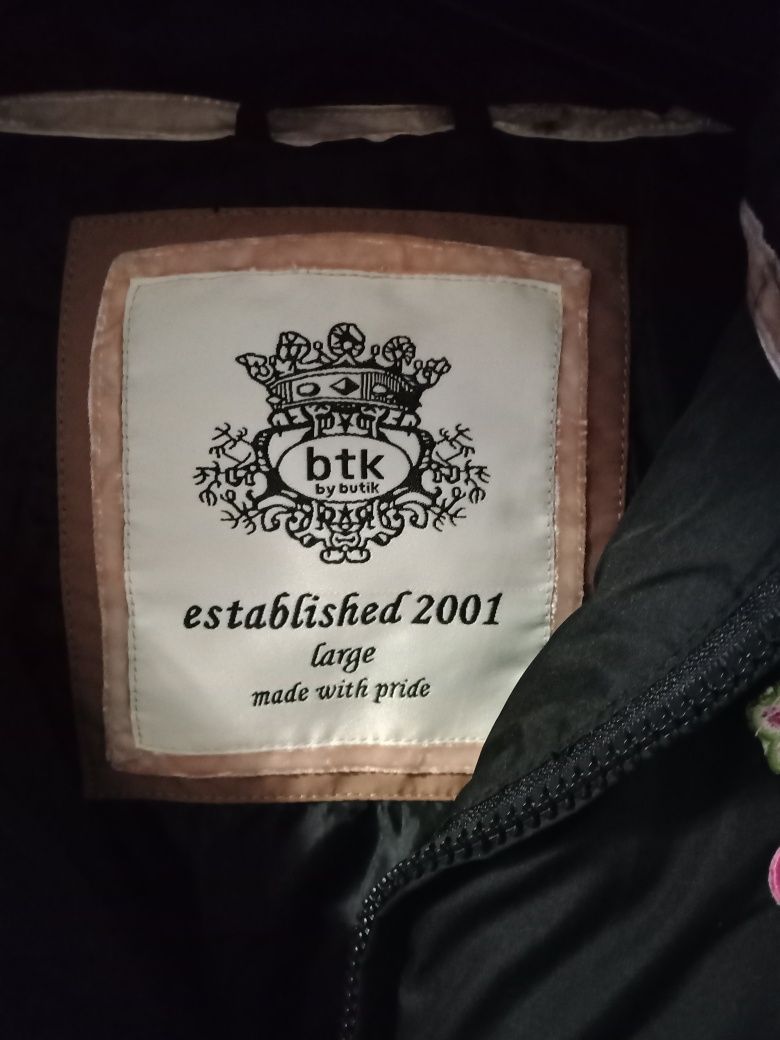 btk
by butik
established 2001
large
made with pride